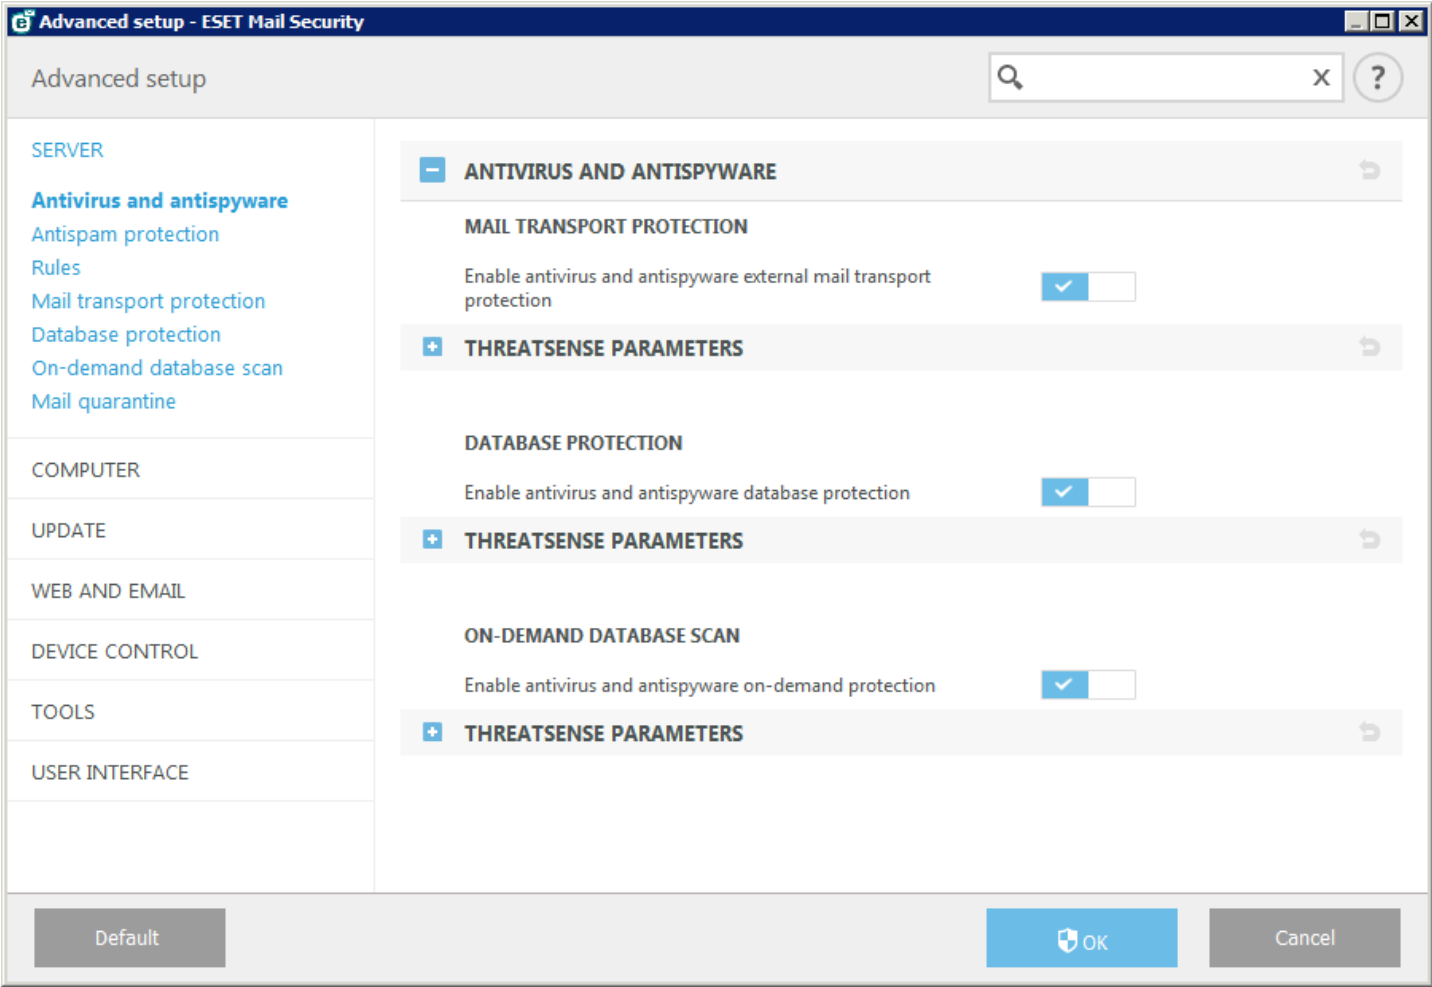 Advanced setup - ESET Mail Security
Advanced setup
x
?
SERVER
Antivirus and antispyware
Antispam protection
Rules
Mail transport protection
Database protection
On-demand database scan
Mail quarantine
COMPUTER
UPDATE
WEB AND EMAIL
DEVICE CONTROL
TOOLS
USER INTERFACE
ANTIVIRUS AND ANTISPYWARE
MAIL TRANSPORT PROTECTION
Enable antivirus and antispyware external mail transport
protection
THREATSENSE PARAMETERS
DATABASE PROTECTION
Enable antivirus and antispyware database protection
THREATSENSE PARAMETERS
ON-DEMAND DATABASE SCAN
Enable antivirus and antispyware on-demand protection
THREATSENSE PARAMETERS
Default
OK
Cancel